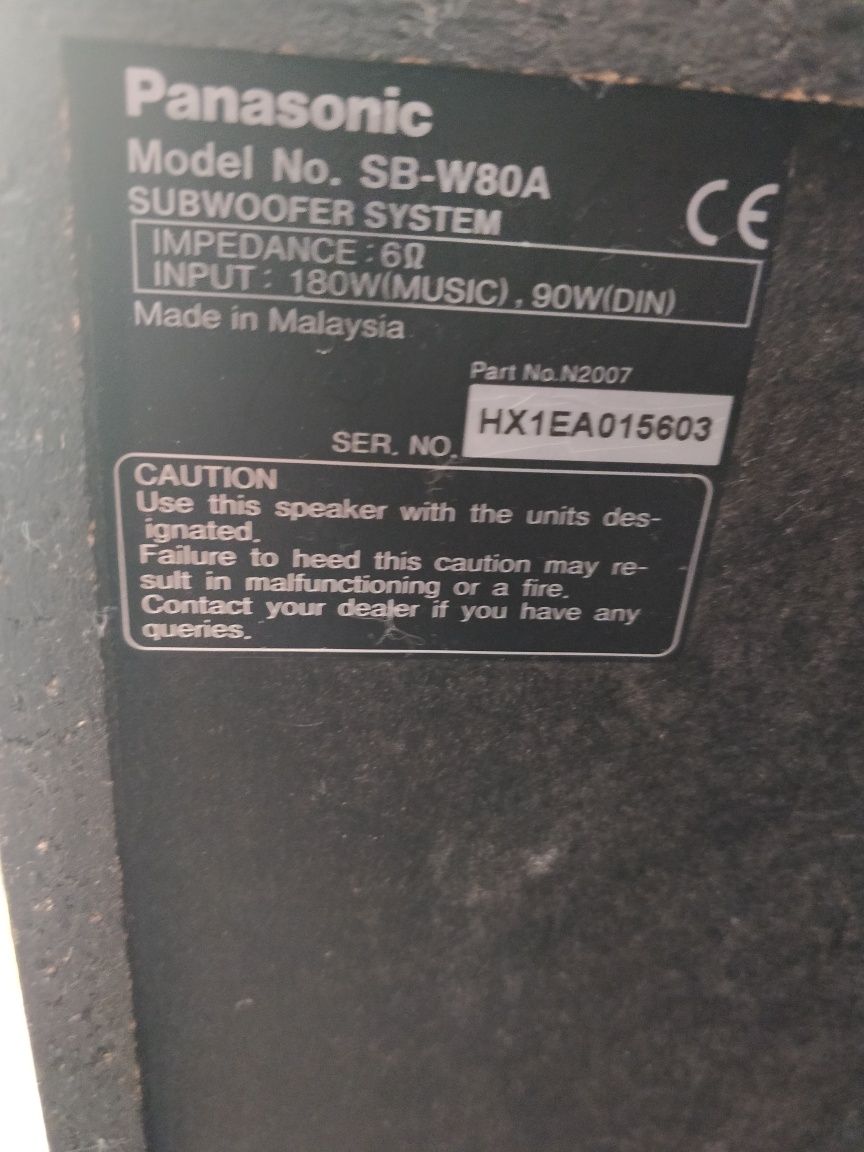 Panasonic
Model No. SB-W80A
SUBWOOFER SYSTEM
CE
IMPEDANCE : 6Ω
INPUT : 180W(MUSIC) , 90W(DIN)
Made in Malaysia
Part No.N2007
SER. NO. HX1EA015603
CAUTION
Use this speaker with the units des-
ignated.
Failure to heed this caution may re-
sult in malfunctioning or a fire.
Contact your dealer if you have any
queries.